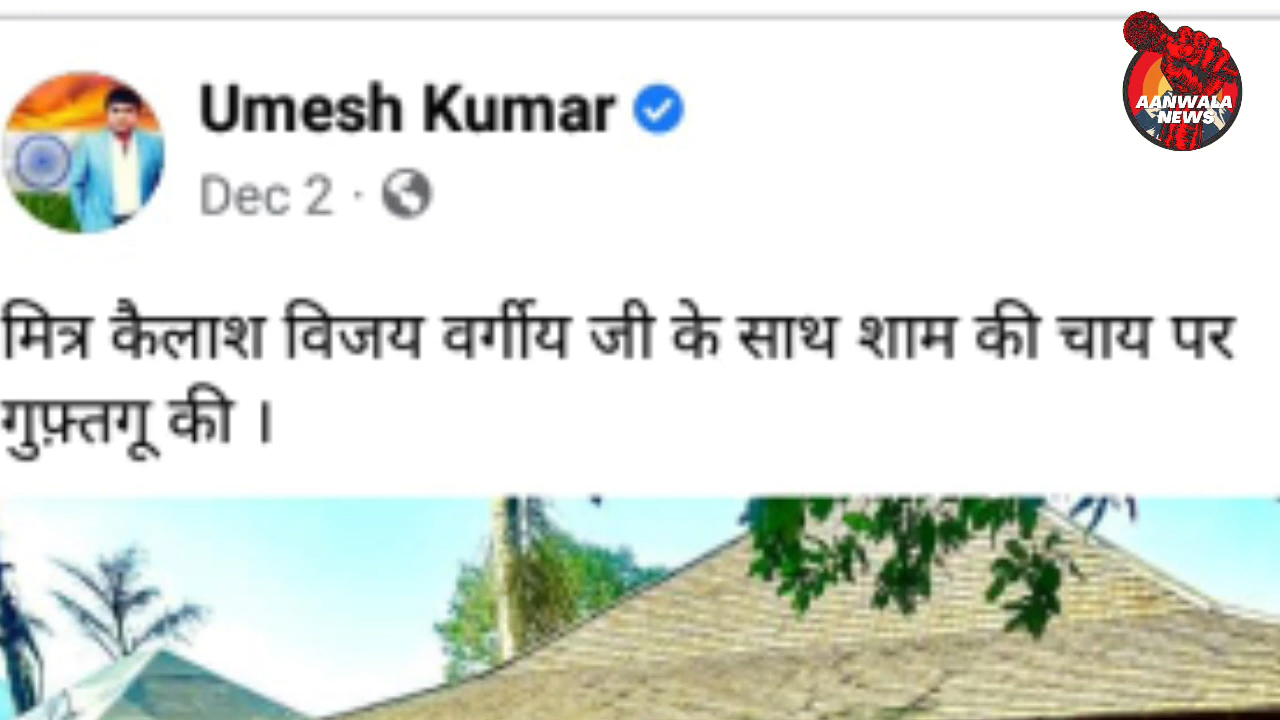 AANWALA
NEWS
Umesh Kumar
Dec 2 ·
मित्र कैलाश विजय वर्गीय जी के साथ शाम की चाय पर
गुफ़्तगू की ।